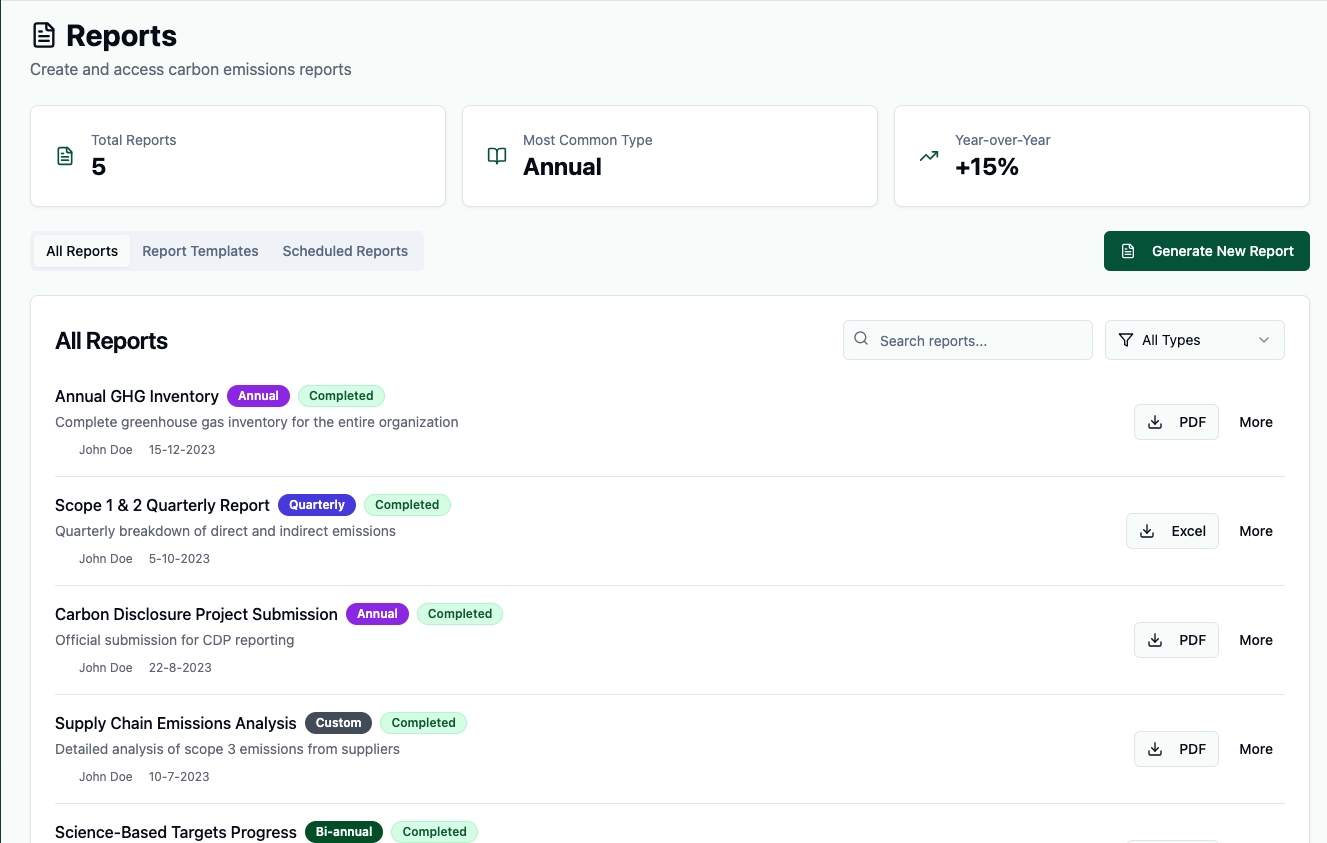 Reports
Create and access carbon emissions reports
Total Reports
5
Most Common Type
Annual
Year-over-Year
+15%
All Reports Report Templates Scheduled Reports
Generate New Report
All Reports
Search reports...
All Types
Annual GHG Inventory Annual Completed
Complete greenhouse gas inventory for the entire organization
John Doe 15-12-2023
PDF More
Scope 1 & 2 Quarterly Report Quarterly Completed
Quarterly breakdown of direct and indirect emissions
John Doe 5-10-2023
Excel More
Carbon Disclosure Project Submission Annual Completed
Official submission for CDP reporting
John Doe 22-8-2023
PDF More
Supply Chain Emissions Analysis Custom Completed
Detailed analysis of scope 3 emissions from suppliers
John Doe 10-7-2023
PDF More
Science-Based Targets Progress Bi-annual Completed